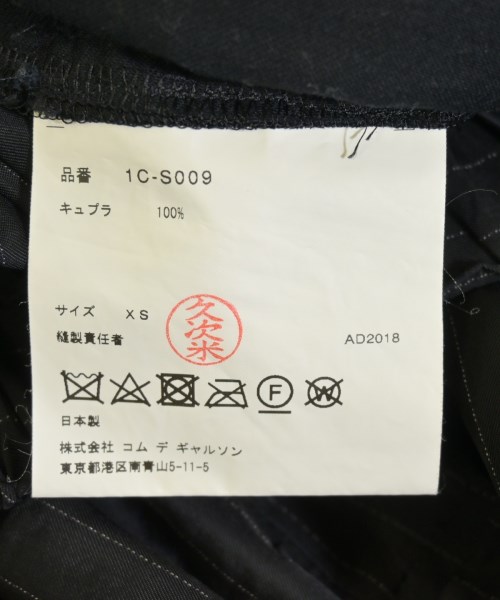 品番 1C-S009
キュプラ 100%
サイズ XS
縫製責任者 久次米 AD2018
F W
日本製
株式会社 コム デ ギャルソン
東京都港区南青山5-11-5